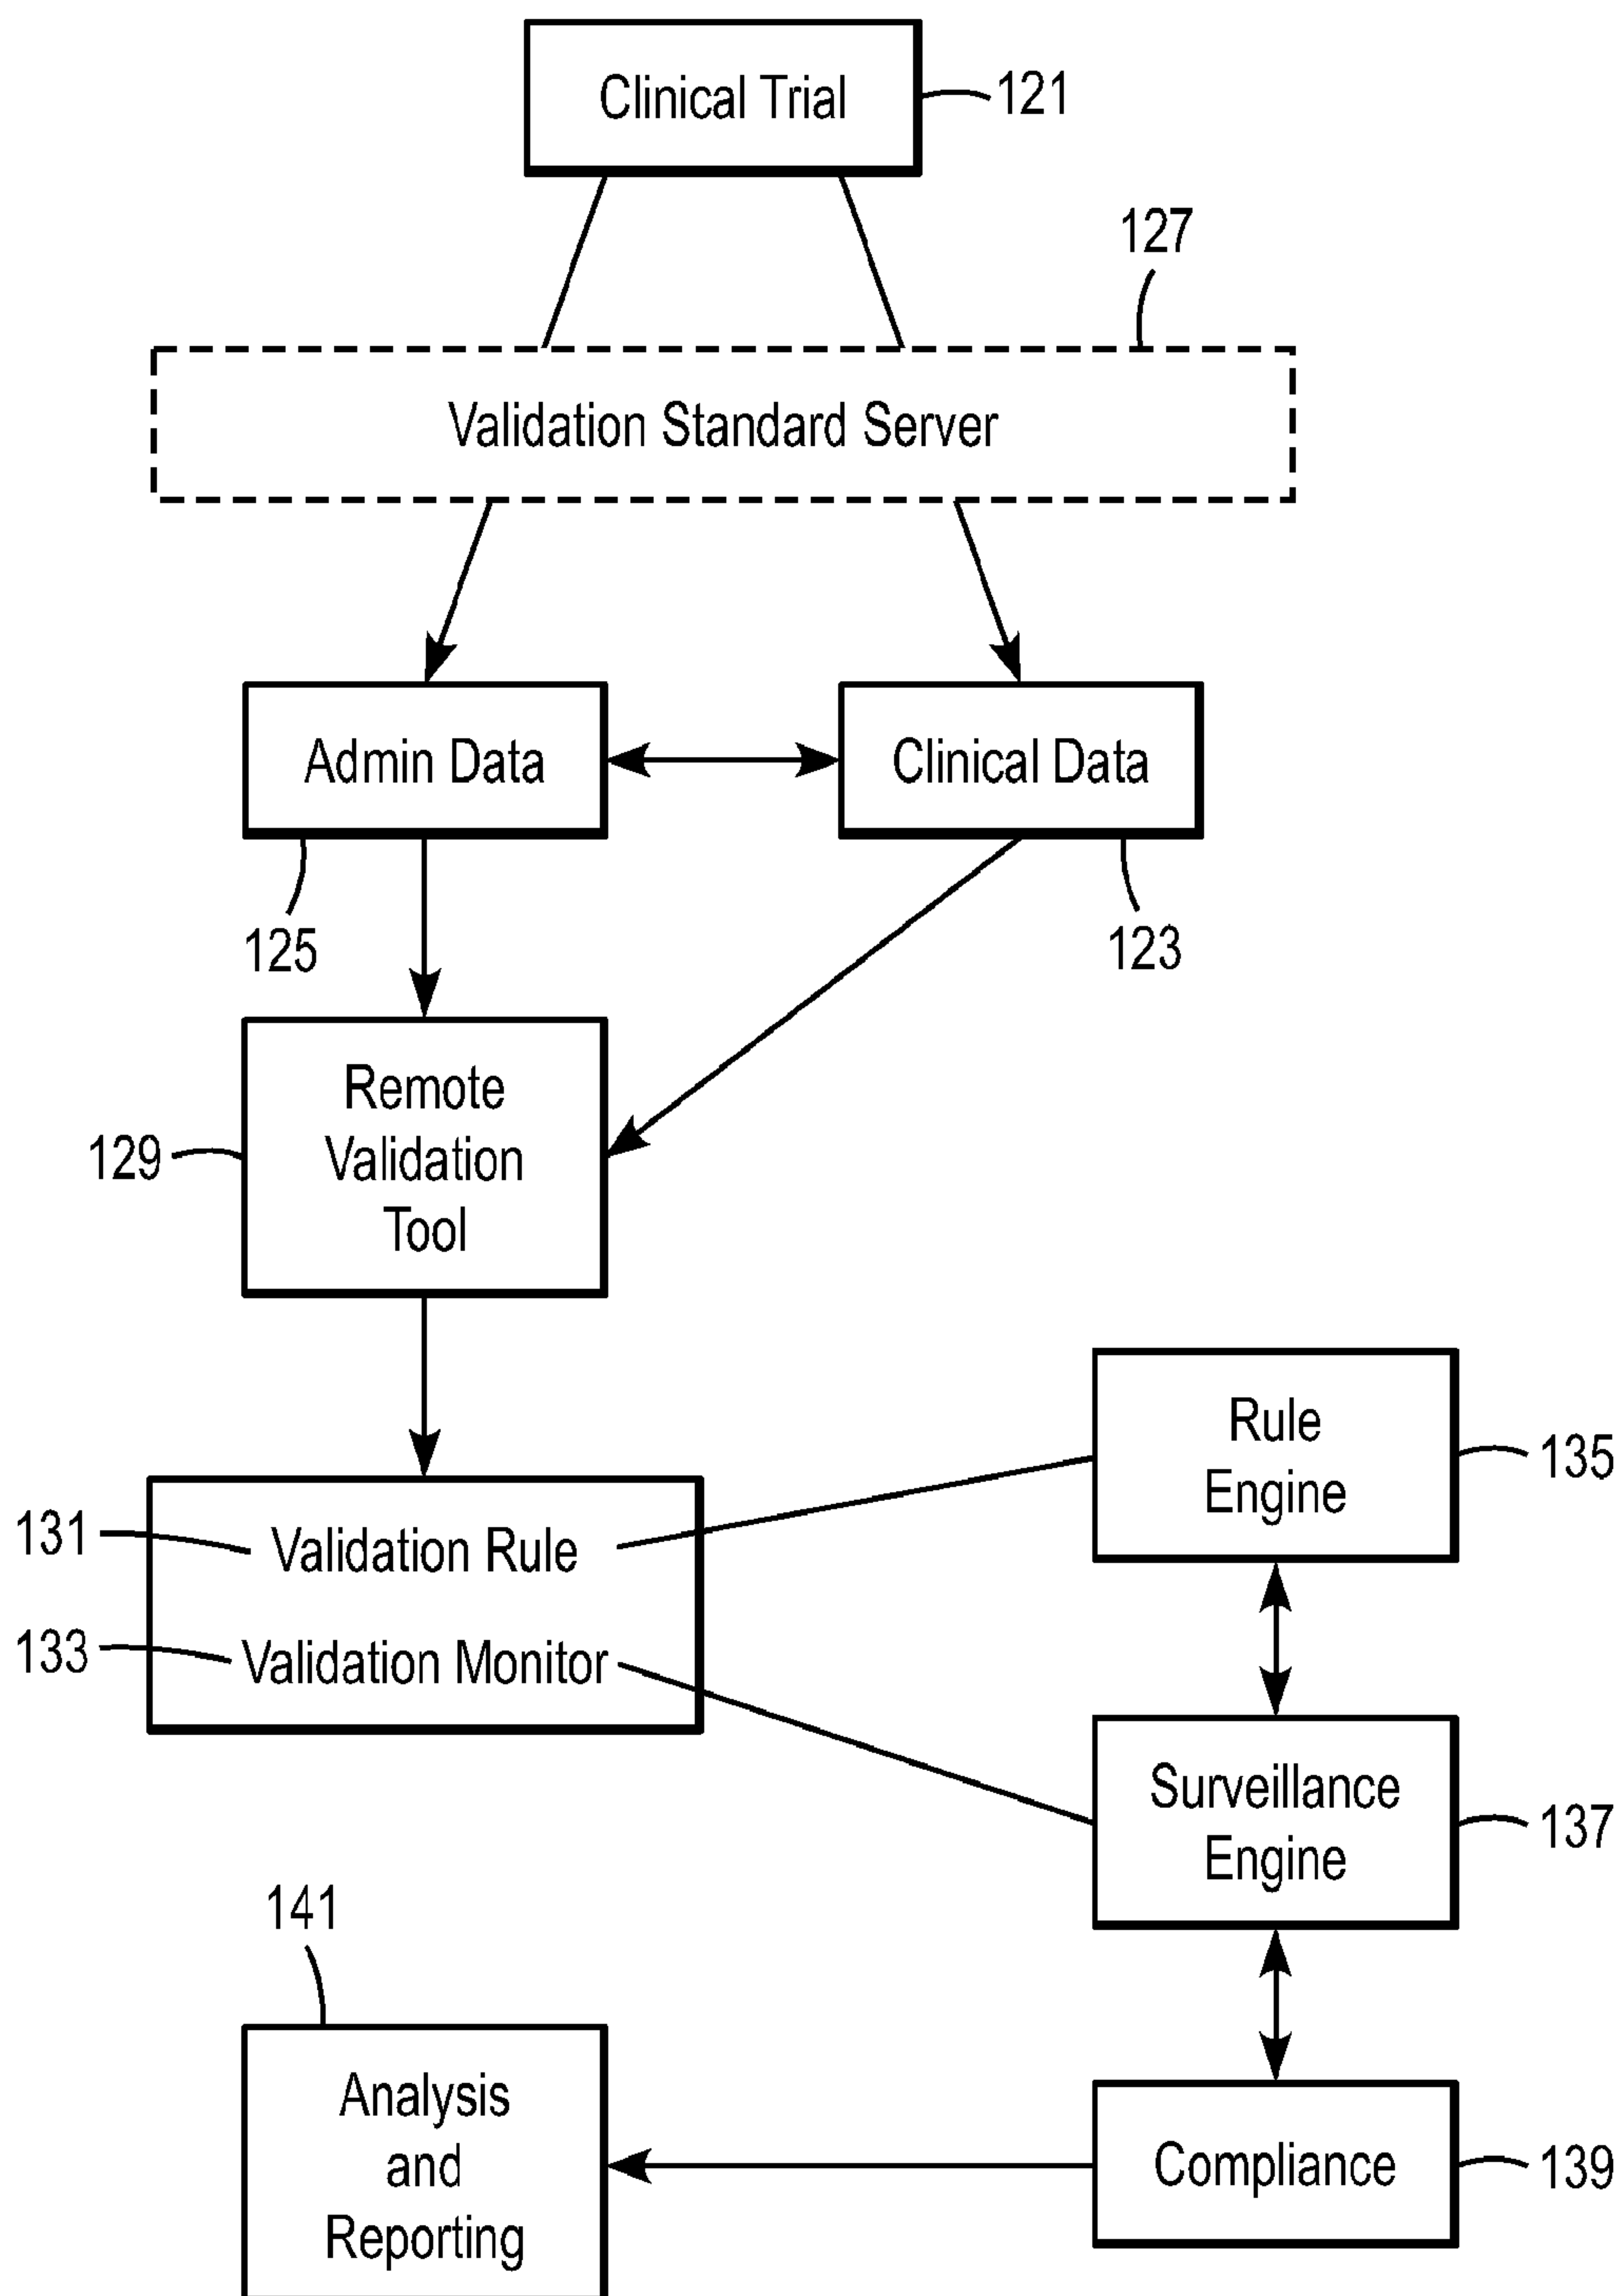 Clinical Trial
121
127
Validation Standard Server
Admin Data
Clinical Data
125
123
Remote
Validation
Tool
129
Rule
Engine
135
131
Validation Rule
133
Validation Monitor
Surveillance
Engine
137
141
Analysis
and
Reporting
Compliance
139